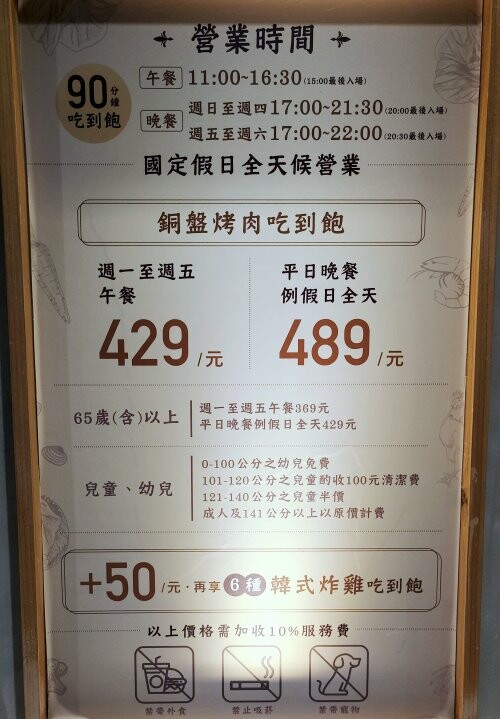 營業時間
90分鐘
吃到飽
午餐 11:00~16:30(15:00最後入場)
晚餐 週日至週四17:00~21:30(20:00最後入場)
週五至週六17:00~22:00(20:30最後入場)
國定假日全天候營業
銅盤烤肉吃到飽
週一至週五
午餐
429/元
平日晚餐
例假日全天
489/元
65歲(含)以上
週一至週五午餐369元
平日晚餐例假日全天429元
兒童、幼兒
0-100公分之幼兒免費
101-120公分之兒童酌收100元清潔費
121-140公分之兒童半價
成人及141公分以上以原價計費
+50/元·再享6種韓式炸雞吃到飽
以上價格需加收10%服務費
禁帶外食 禁止吸菸 禁帶寵物